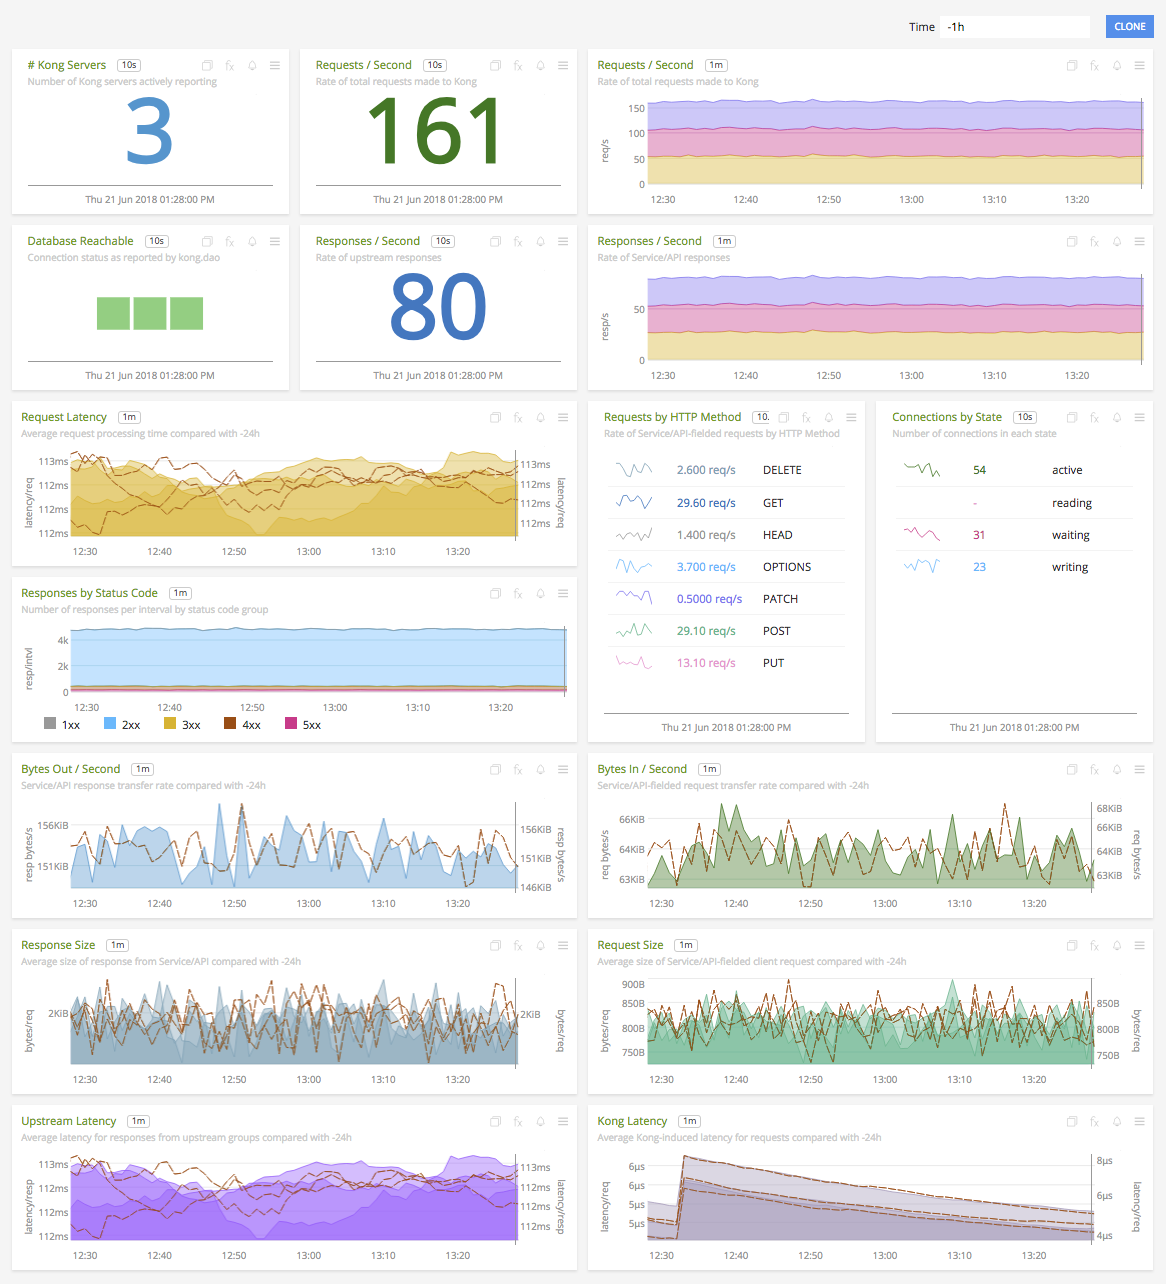 Time -1h CLONE
# Kong Servers 10s
Number of Kong servers actively reporting
3
Thu 21 Jun 2018 01:28:00 PM
Requests / Second 10s
Rate of total requests made to Kong
161
Thu 21 Jun 2018 01:28:00 PM
Requests / Second 1m
Rate of total requests made to Kong
req/s
150
100
50
0
12:30 12:40 12:50 13:00 13:10 13:20
Database Reachable 10s
Connection status as reported by kong.dao
Thu 21 Jun 2018 01:28:00 PM
Responses / Second 10s
Rate of upstream responses
80
Thu 21 Jun 2018 01:28:00 PM
Responses / Second 1m
Rate of Service/API responses
resp/s
50
0
12:30 12:40 12:50 13:00 13:10 13:20
Request Latency 1m
Average request processing time compared with -24h
latency/req
113ms 113ms
112ms 112ms
112ms 112ms
112ms 112ms
latency/req
12:30 12:40 12:50 13:00 13:10 13:20
Responses by Status Code 1m
Number of responses per interval by status code group
resp/intvl
4k
2k
0
12:30 12:40 12:50 13:00 13:10 13:20
1xx 2xx 3xx 4xx 5xx
Requests by HTTP Method 10.
Rate of Service/API-fielded requests by HTTP Method
2.600 req/s DELETE
29.60 req/s GET
1.400 req/s HEAD
3.700 req/s OPTIONS
0.5000 req/s PATCH
29.10 req/s POST
13.10 req/s PUT
Thu 21 Jun 2018 01:28:00 PM
Connections by State 10s
Number of connections in each state
54 active
- reading
31 waiting
23 writing
Thu 21 Jun 2018 01:28:00 PM
Bytes Out / Second 1m
Service/API response transfer rate compared with -24h
resp bytes/s
156KiB 156KiB
151KiB 151KiB
146KiB
resp bytes/s
12:30 12:40 12:50 13:00 13:10 13:20
Bytes In / Second 1m
Service/API-fielded request transfer rate compared with -24h
req bytes/s
68KiB
66KiB 66KiB
64KiB 64KiB
63KiB 63KiB
req bytes/s
12:30 12:40 12:50 13:00 13:10 13:20
Response Size 1m
Average size of response from Service/API compared with -24h
bytes/req
2KiB 2KiB
bytes/req
12:30 12:40 12:50 13:00 13:10 13:20
Request Size 1m
Average size of Service/API-fielded client request compared with -24h
bytes/req
900B
850B 850B
800B 800B
750B 750B
bytes/req
12:30 12:40 12:50 13:00 13:10 13:20
Upstream Latency 1m
Average latency for responses from upstream groups compared with -24h
latency/resp
113ms 113ms
112ms 112ms
112ms 112ms
112ms 112ms
latency/resp
12:30 12:40 12:50 13:00 13:10 13:20
Kong Latency 1m
Average Kong-induced latency for requests compared with -24h
latency/req
6µs 8µs
6µs 6µs
5µs
5µs 4µs
latency/req
12:30 12:40 12:50 13:00 13:10 13:20